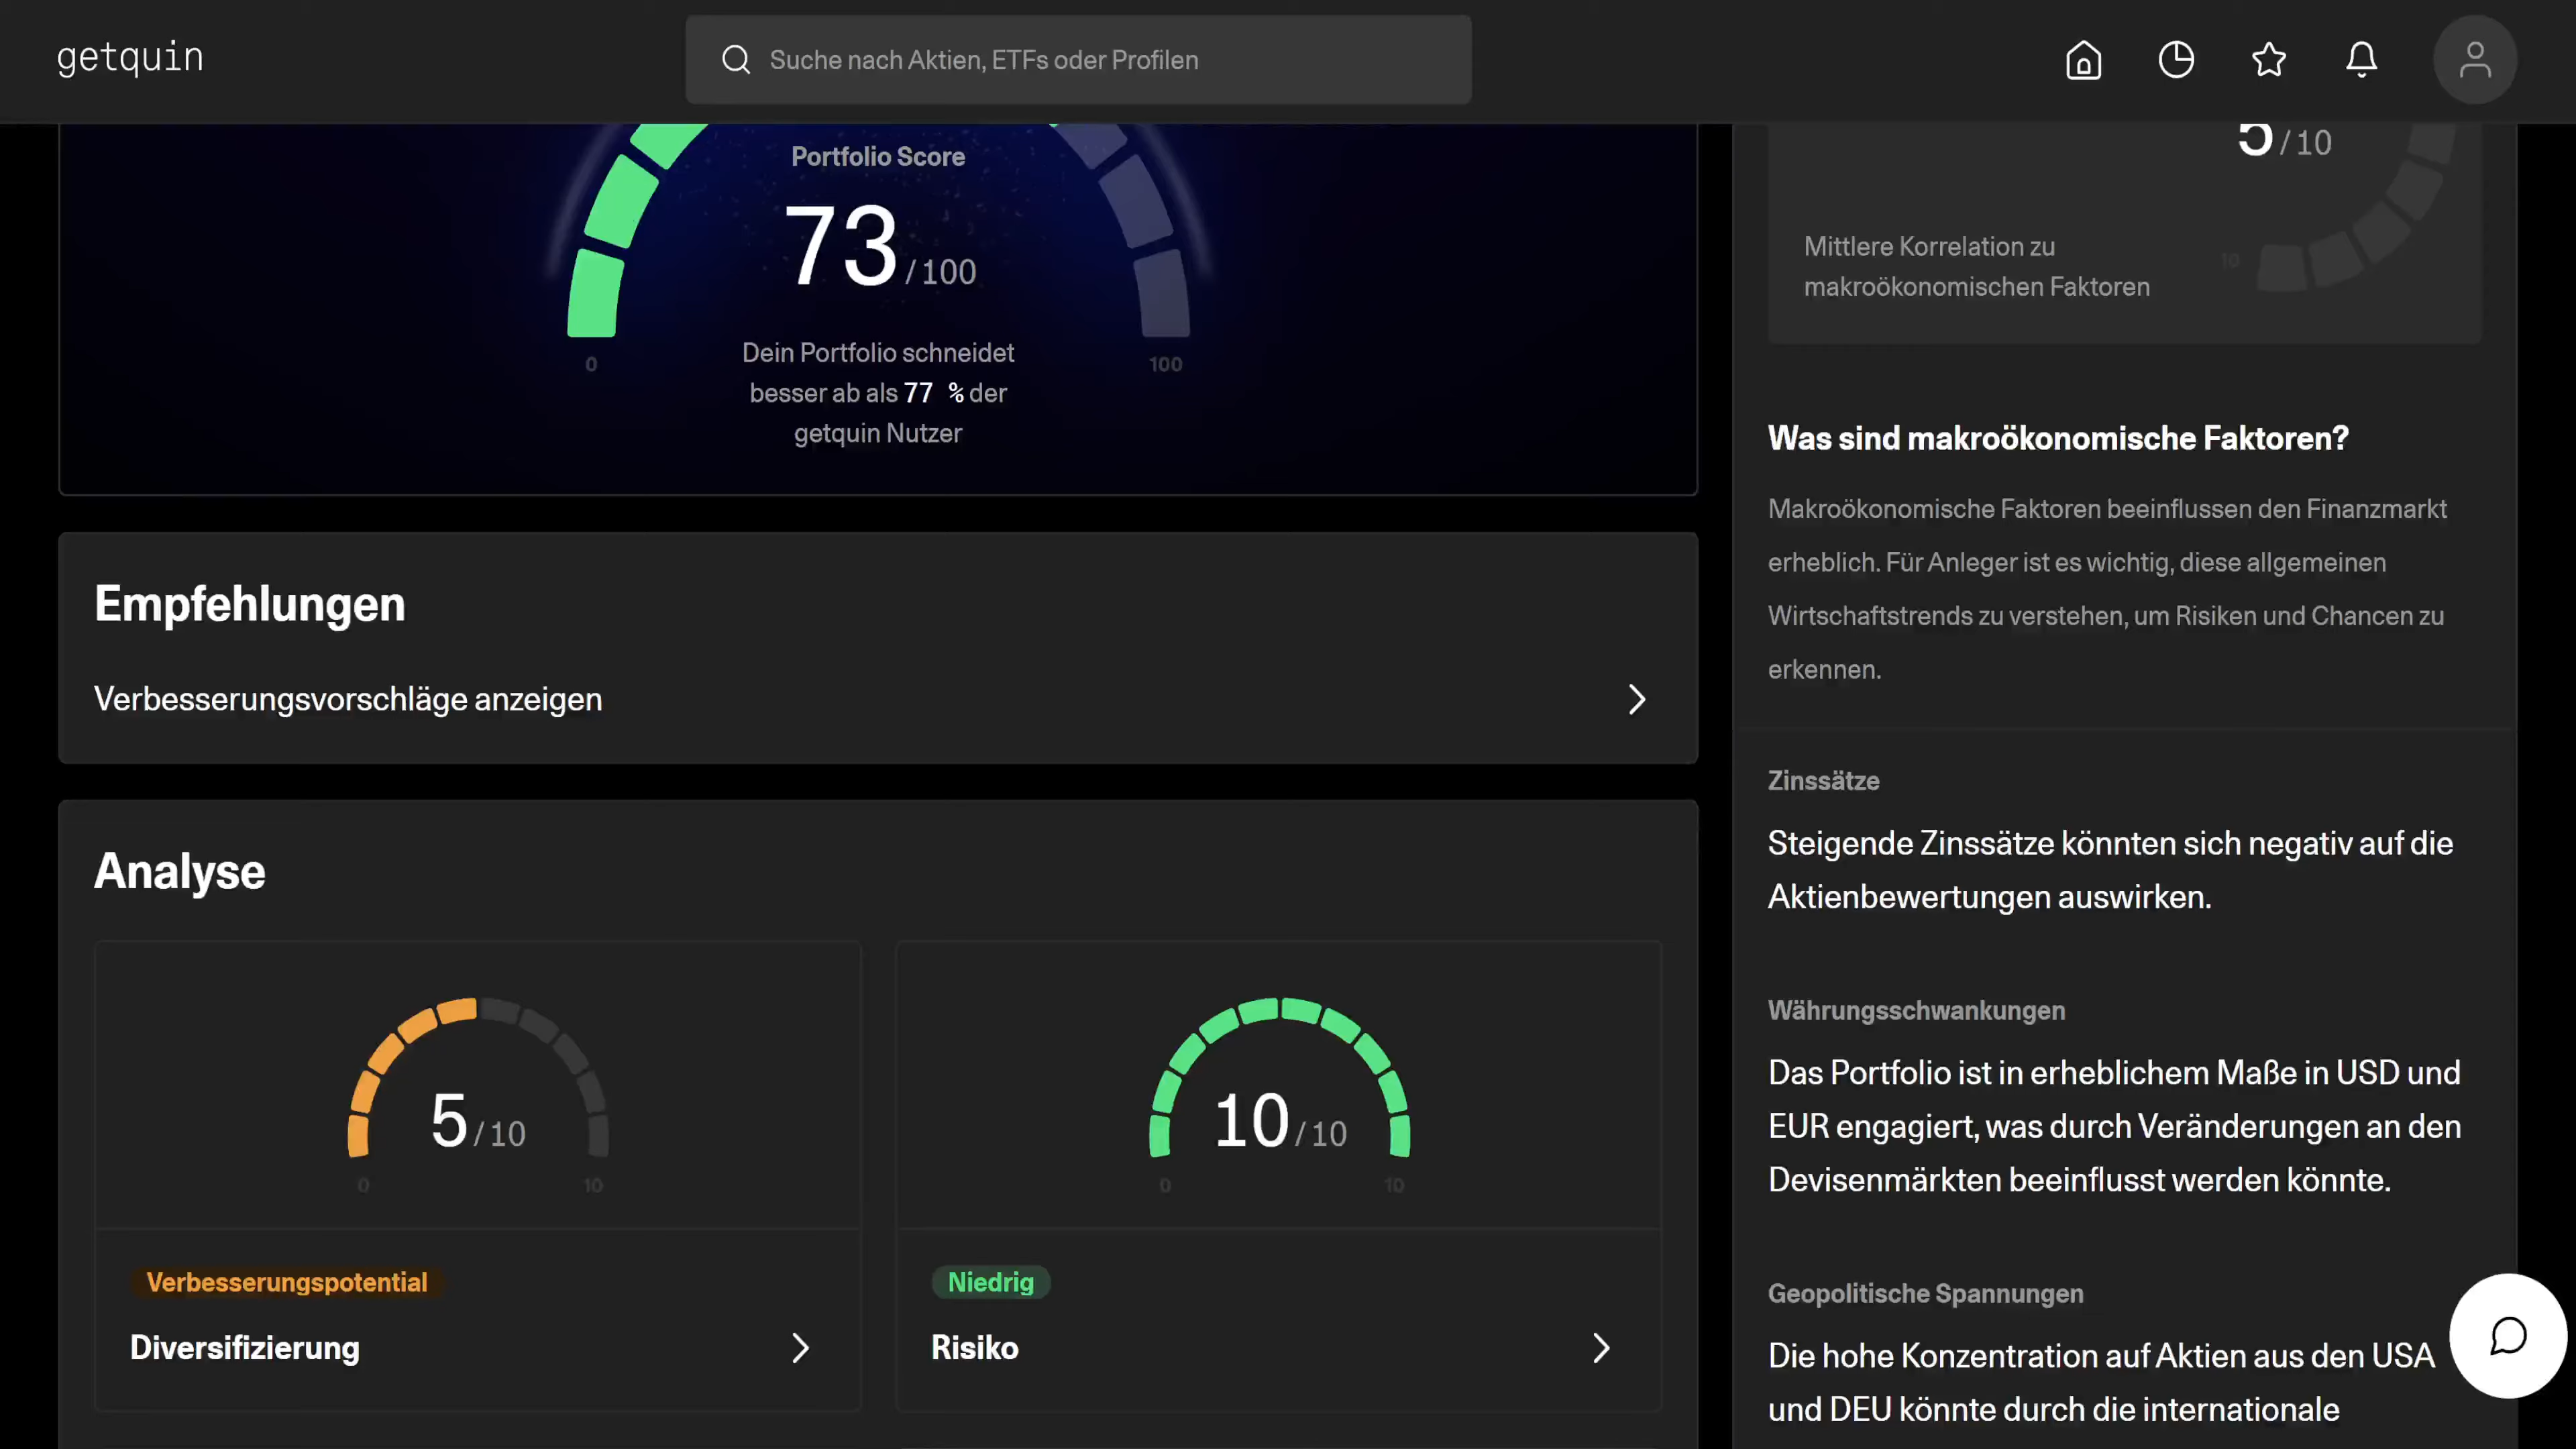 getquin
Suche nach Aktien, ETFs oder Profilen
Portfolio Score
73 / 100
0
100
Dein Portfolio schneidet
besser ab als 77 % der
getquin Nutzer
Empfehlungen
Verbesserungsvorschläge anzeigen
Analyse
5 / 10
0
10
Verbesserungspotential
Diversifizierung
10 / 10
0
10
Niedrig
Risiko
5 / 10
10
Mittlere Korrelation zu
makroökonomischen Faktoren
Was sind makroökonomische Faktoren?
Makroökonomische Faktoren beeinflussen den Finanzmarkt
erheblich. Für Anleger ist es wichtig, diese allgemeinen
Wirtschaftstrends zu verstehen, um Risiken und Chancen zu
erkennen.
Zinssätze
Steigende Zinssätze könnten sich negativ auf die
Aktienbewertungen auswirken.
Währungsschwankungen
Das Portfolio ist in erheblichem Maße in USD und
EUR engagiert, was durch Veränderungen an den
Devisenmärkten beeinflusst werden könnte.
Geopolitische Spannungen
Die hohe Konzentration auf Aktien aus den USA
und DEU könnte durch die internationale